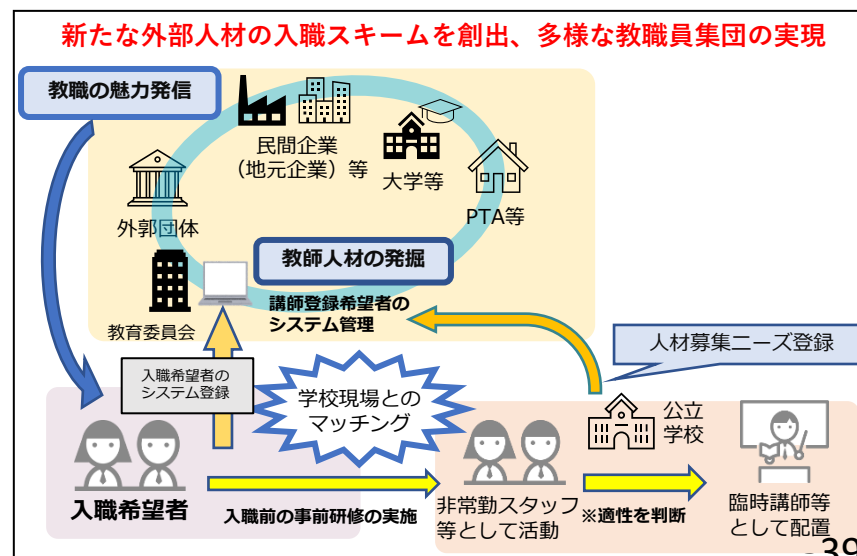 新たな外部人材の入職スキームを創出、多様な教職員集団の実現
教職の魅力発信
民間企業
（地元企業）等
大学等
PTA等
外郭団体
教師人材の発掘
教育委員会
講師登録希望者の
システム管理
人材募集ニーズ登録
入職希望者の
システム登録
学校現場との
マッチング
公立
学校
入職希望者
入職前の事前研修の実施
非常勤スタッフ
等として活動
※適性を判断
臨時講師等
として配置
39